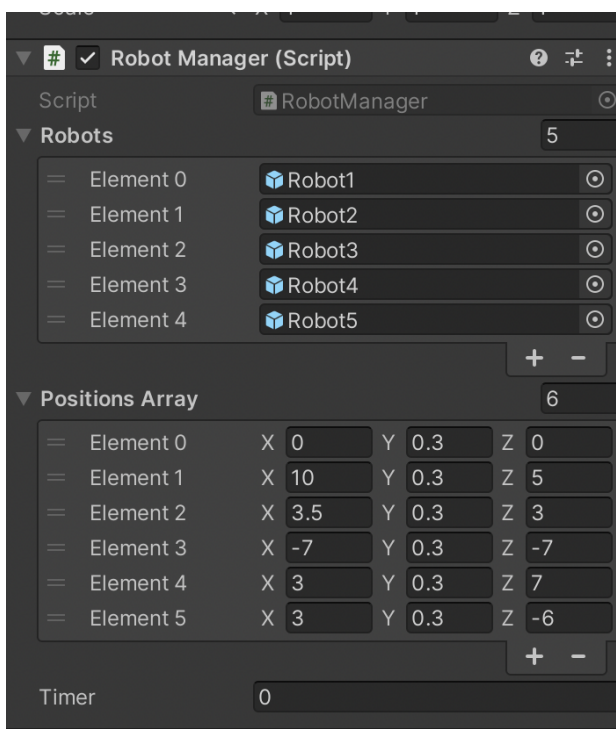 Robot Manager (Script)
Script # RobotManager
Robots 5
Element 0 Robot1
Element 1 Robot2
Element 2 Robot3
Element 3 Robot4
Element 4 Robot5
+ −
Positions Array 6
Element 0 X 0 Y 0.3 Z 0
Element 1 X 10 Y 0.3 Z 5
Element 2 X 3.5 Y 0.3 Z 3
Element 3 X -7 Y 0.3 Z -7
Element 4 X 3 Y 0.3 Z 7
Element 5 X 3 Y 0.3 Z -6
+ −
Timer 0